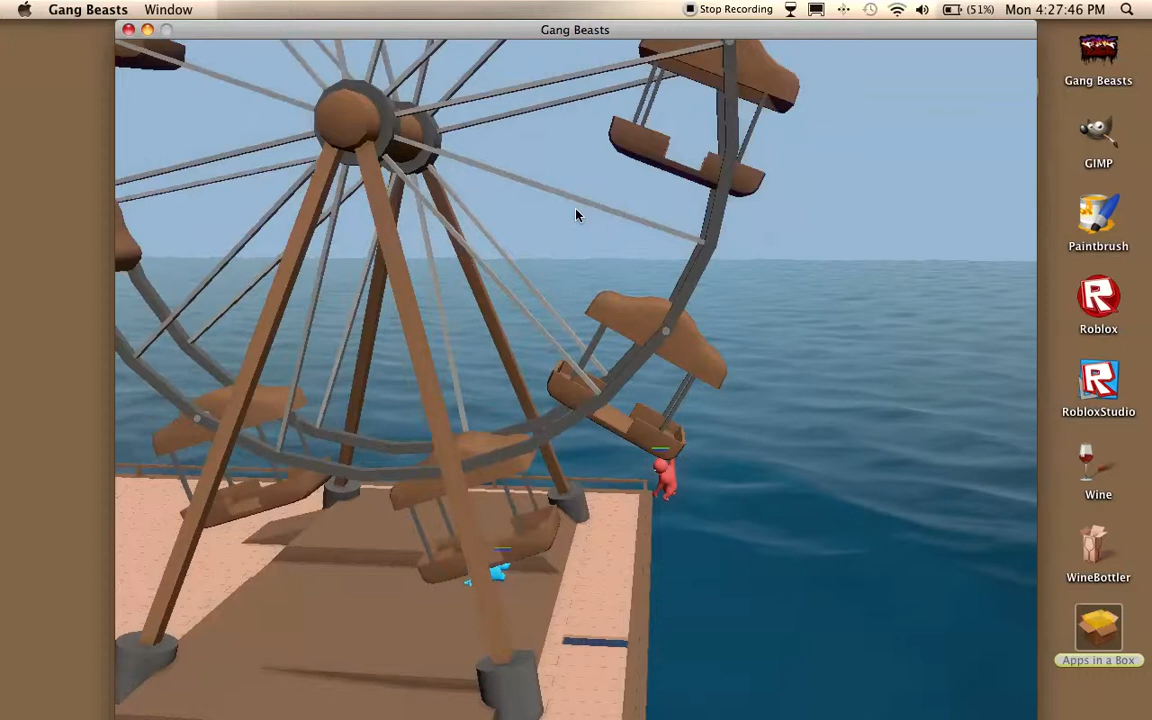 Gang Beasts Window Stop Recording (51%) Mon 4:27:46 PM
Gang Beasts
Gang Beasts
GIMP
Paintbrush
Roblox
RobloxStudio
Wine
WineBottler
Apps in a Box